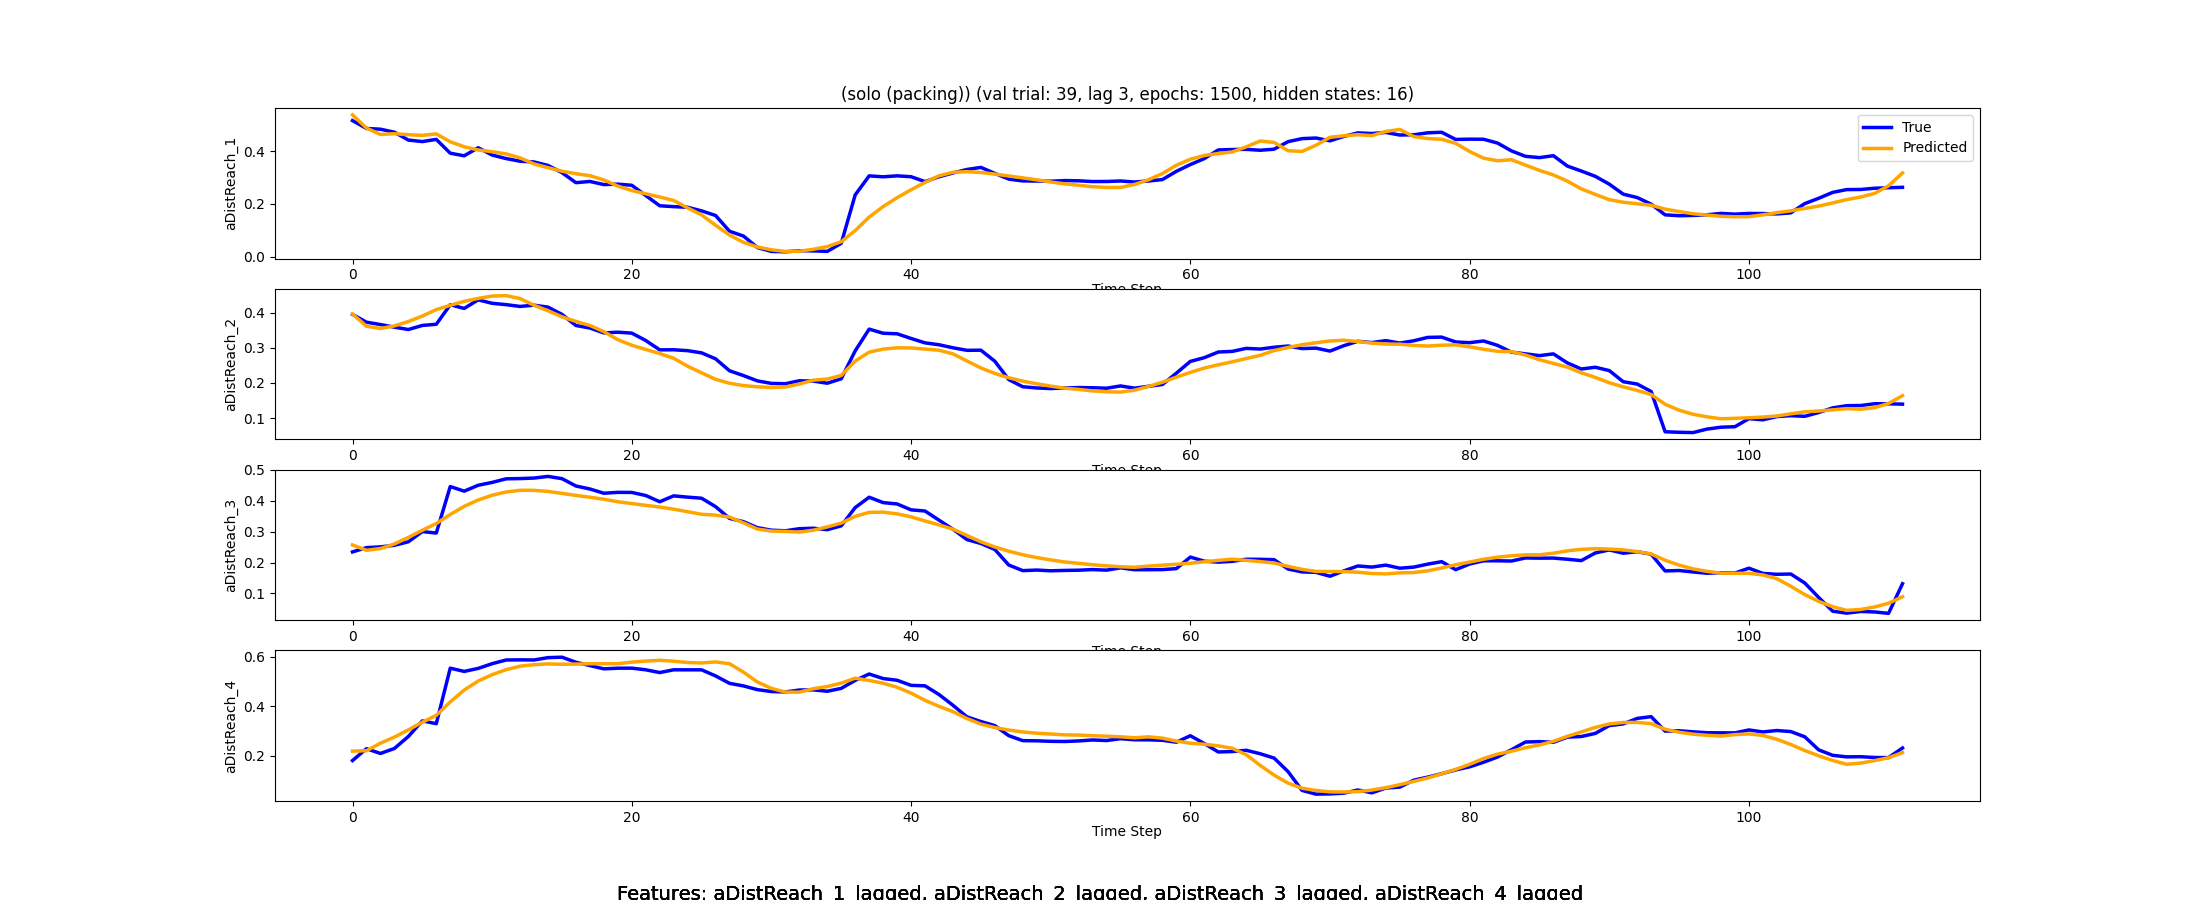 (solo (packing)) (val trial: 39, lag 3, epochs: 1500, hidden states: 16)
aDistReach_1
0.4
0.2
0.0
True
Predicted
0 20 40 60 80 100
Time Step
aDistReach_2
0.4
0.3
0.2
0.1
0 20 40 60 80 100
Time Step
aDistReach_3
0.5
0.4
0.3
0.2
0.1
0 20 40 60 80 100
Time Step
aDistReach_4
0.6
0.4
0.2
0 20 40 60 80 100
Time Step
Features: aDistReach_1_lagged, aDistReach_2_lagged, aDistReach_3_lagged, aDistReach_4_lagged